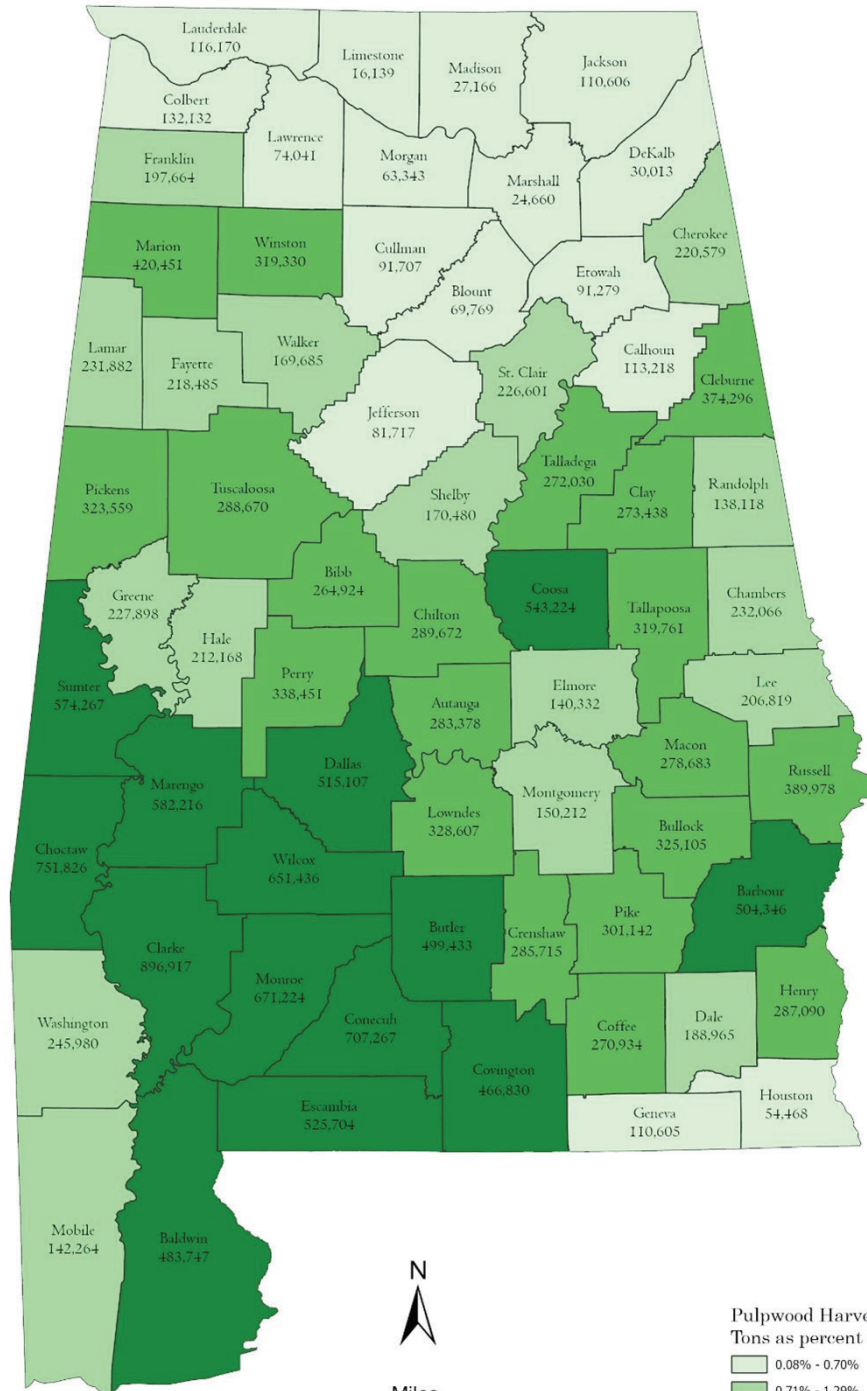 Lauderdale
116,170
Limestone
16,139
Madison
27,166
Jackson
110,606
Colbert
132,132
Lawrence
74,041
Morgan
63,343
Marshall
24,660
DeKalb
30,013
Franklin
197,664
Marion
420,451
Winston
319,330
Cullman
91,707
Blount
69,769
Etowah
91,279
Cherokee
220,579
Lamar
231,882
Fayette
218,485
Walker
169,685
Jefferson
81,717
St. Clair
226,601
Calhoun
113,218
Cleburne
374,296
Pickens
323,559
Tuscaloosa
288,670
Shelby
170,480
Talladega
272,030
Clay
273,438
Randolph
138,118
Greene
227,898
Hale
212,168
Bibb
264,924
Chilton
289,672
Coosa
543,224
Tallapoosa
319,761
Chambers
232,066
Sumter
574,267
Perry
338,451
Autauga
283,378
Elmore
140,332
Lee
206,819
Marengo
582,216
Dallas
515,107
Lowndes
328,607
Montgomery
150,212
Macon
278,683
Russell
389,978
Bullock
325,105
Choctaw
751,826
Wilcox
651,436
Butler
499,433
Crenshaw
285,715
Pike
301,142
Barbour
504,346
Clarke
896,917
Monroe
671,224
Conecuh
707,267
Covington
466,830
Coffee
270,934
Dale
188,965
Henry
287,090
Washington
245,980
Escambia
525,704
Geneva
110,605
Houston
54,468
Mobile
142,264
Baldwin
483,747
N
Miles
Pulpwood Harve
Tons as percent
0.08% - 0.70%
0.71% - 1.29%